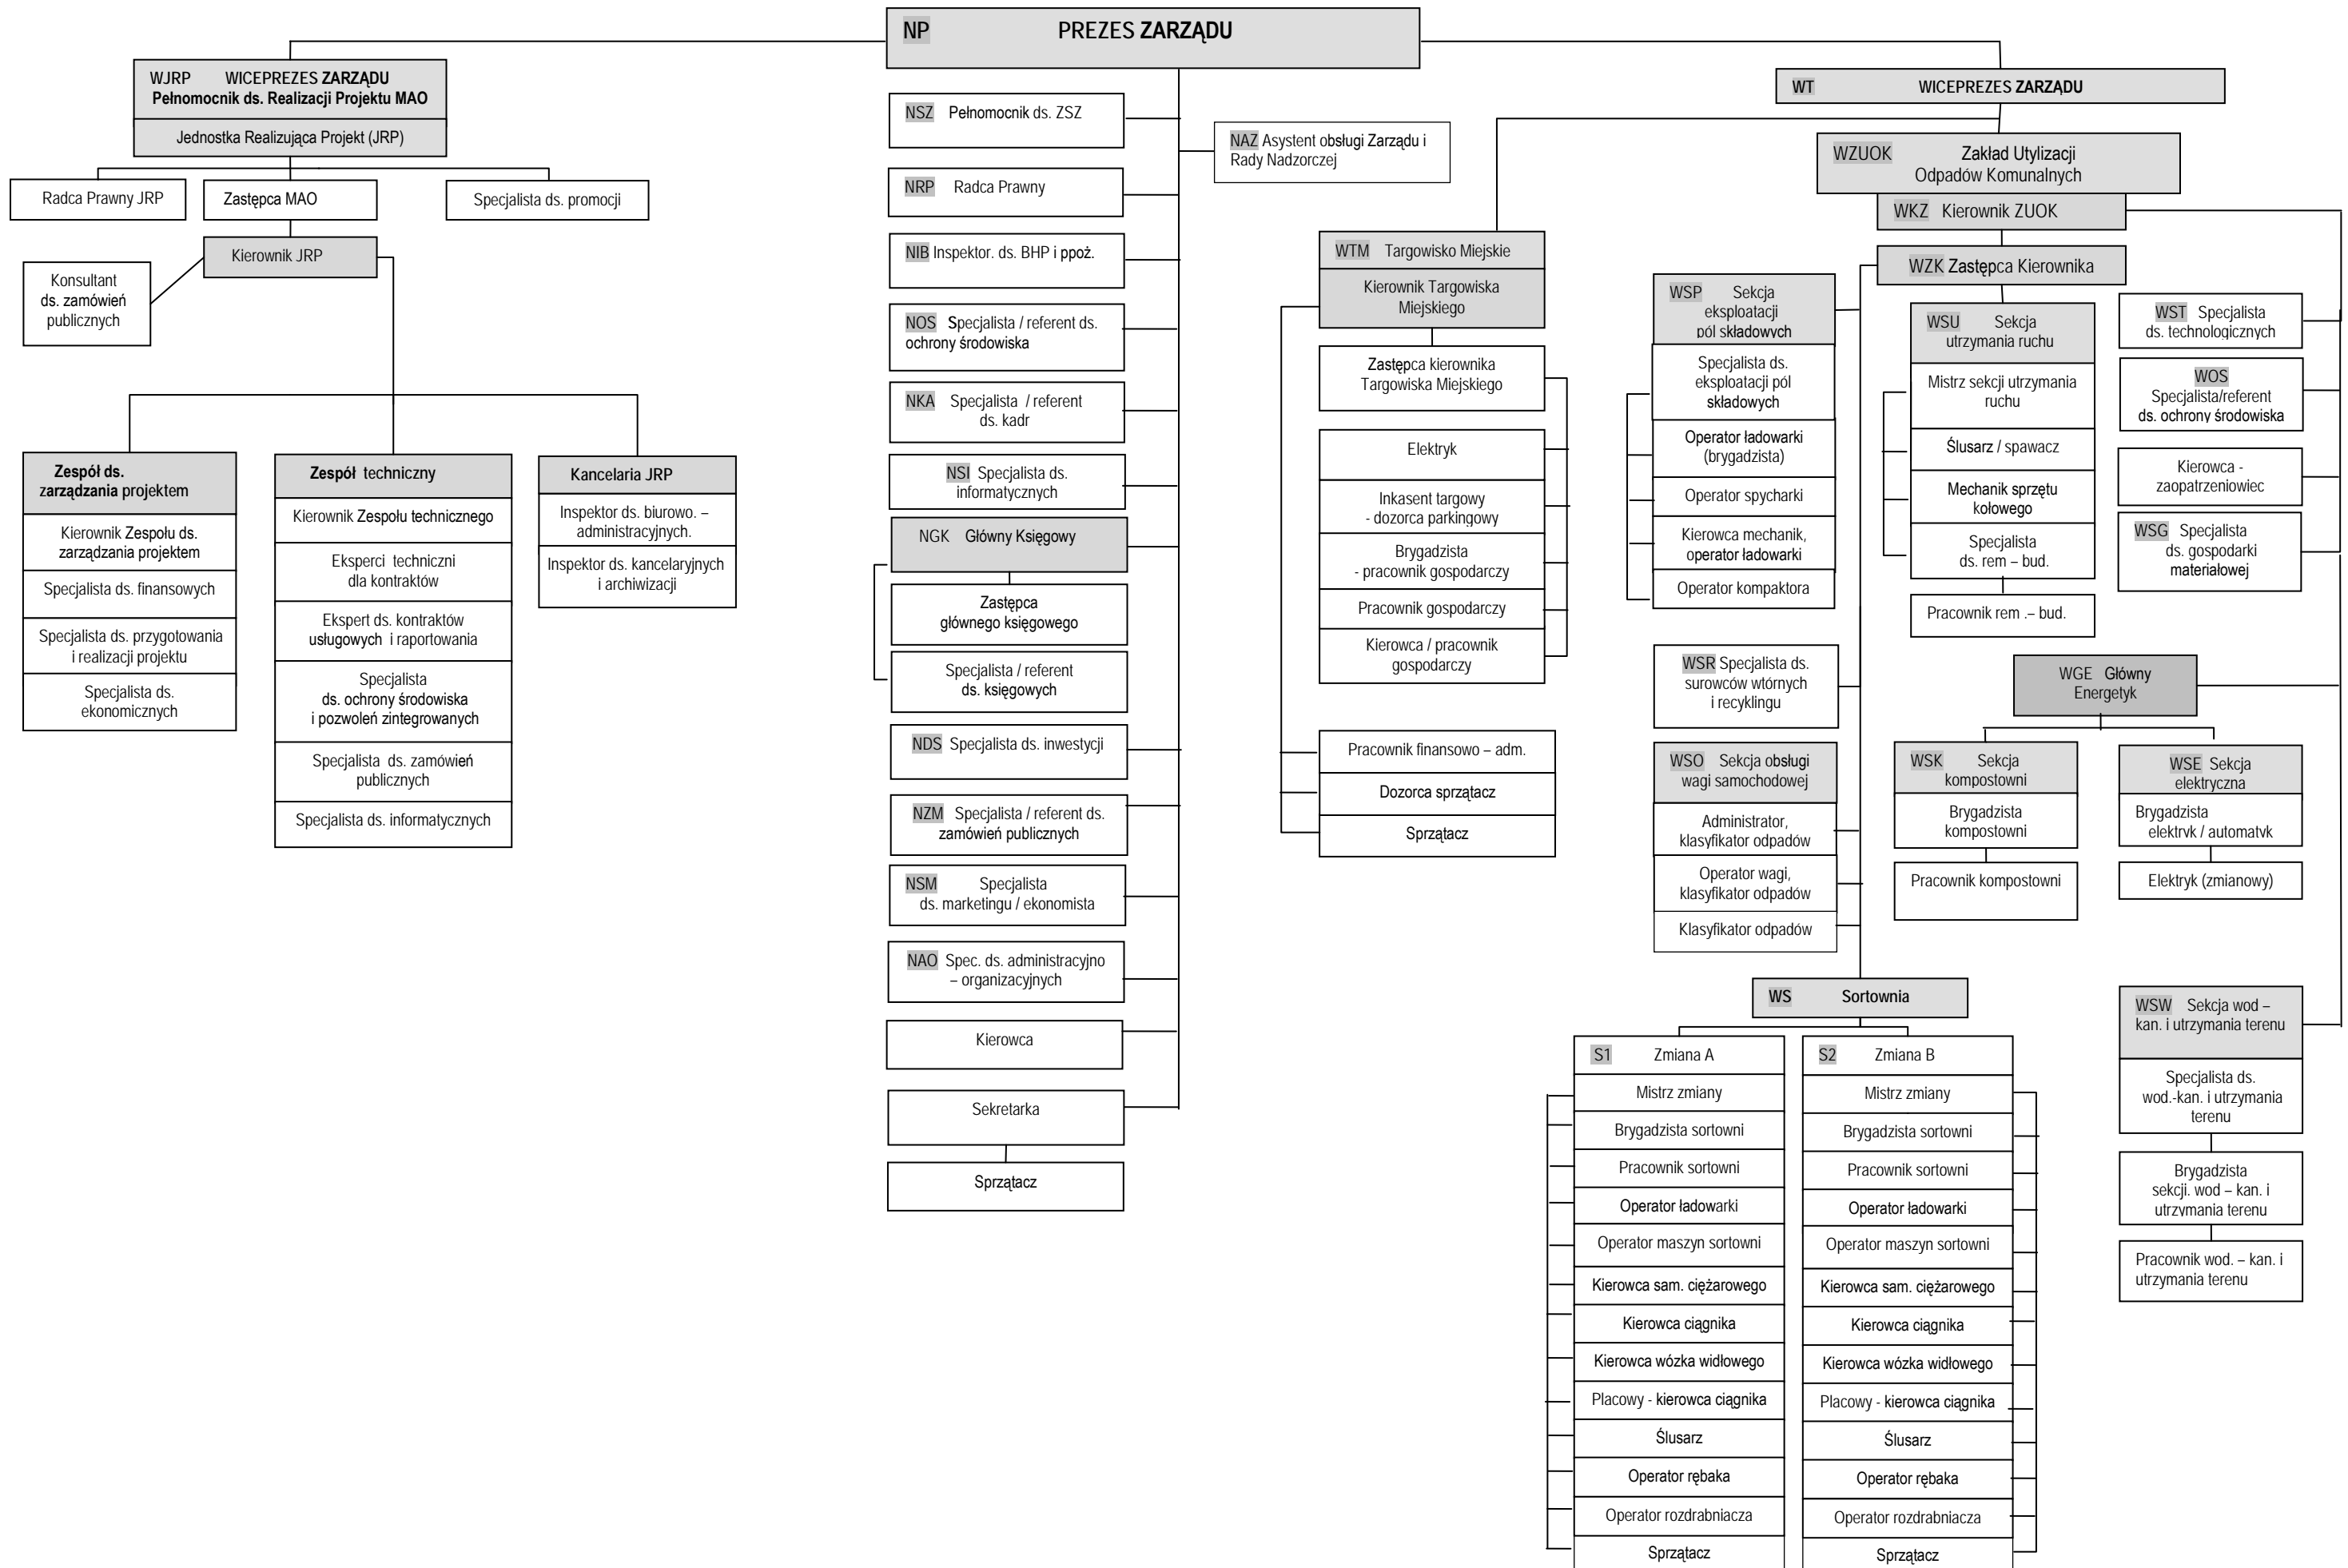 NP PREZES ZARZĄDU
WJRP WICEPREZES ZARZĄDU
Pełnomocnik ds. Realizacji Projektu MAO
Jednostka Realizująca Projekt (JRP)
Radca Prawny JRP
Zastępca MAO
Specjalista ds. promocji
Kierownik JRP
Konsultant
ds. zamówień
publicznych
Zespół ds.
zarządzania projektem
Kierownik Zespołu ds.
zarządzania projektem
Specjalista ds. finansowych
Specjalista ds. przygotowania
i realizacji projektu
Specjalista ds.
ekonomicznych
Zespół techniczny
Kierownik Zespołu technicznego
Eksperci techniczni
dla kontraktów
Ekspert ds. kontraktów
usługowych i raportowania
Specjalista
ds. ochrony środowiska
i pozwoleń zintegrowanych
Specjalista ds. zamówień
publicznych
Specjalista ds. informatycznych
Kancelaria JRP
Inspektor ds. biurowo. –
administracyjnych.
Inspektor ds. kancelaryjnych
i archiwizacji
NSZ Pełnomocnik ds. ZSZ
NAZ Asystent obsługi Zarządu i
Rady Nadzorczej
NRP Radca Prawny
NIB Inspektor. ds. BHP i ppoż.
NOS Specjalista / referent ds.
ochrony środowiska
NKA Specjalista / referent
ds. kadr
NSI Specjalista ds.
informatycznych
NGK Główny Księgowy
Zastępca
głównego księgowego
Specjalista / referent
ds. księgowych
NDS Specjalista ds. inwestycji
NZM Specjalista / referent ds.
zamówień publicznych
NSM Specjalista
ds. marketingu / ekonomista
NAO Spec. ds. administracyjno
– organizacyjnych
Kierowca
Sekretarka
Sprzątacz
WT WICEPREZES ZARZĄDU
WTM Targowisko Miejskie
Kierownik Targowiska
Miejskiego
Zastępca kierownika
Targowiska Miejskiego
Elektryk
Inkasent targowy
- dozorca parkingowy
Brygadzista
- pracownik gospodarczy
Pracownik gospodarczy
Kierowca / pracownik
gospodarczy
Pracownik finansowo – adm.
Dozorca sprzątacz
Sprzątacz
WZUOK Zakład Utylizacji
Odpadów Komunalnych
WKZ Kierownik ZUOK
WZK Zastępca Kierownika
WSP Sekcja
eksploatacji
pól składowych
Specjalista ds.
eksploatacji pól
składowych
Operator ładowarki
(brygadzista)
Operator spycharki
Kierowca mechanik,
operator ładowarki
Operator kompaktora
WSR Specjalista ds.
surowców wtórnych
i recyklingu
WSO Sekcja obsługi
wagi samochodowej
Administrator,
klasyfikator odpadów
Operator wagi,
klasyfikator odpadów
Klasyfikator odpadów
WSU Sekcja
utrzymania ruchu
Mistrz sekcji utrzymania
ruchu
Ślusarz / spawacz
Mechanik sprzętu
kołowego
Specjalista
ds. rem – bud.
Pracownik rem .– bud.
WST Specjalista
ds. technologicznych
WOS
Specjalista/referent
ds. ochrony środowiska
Kierowca -
zaopatrzeniowiec
WSG Specjalista
ds. gospodarki
materiałowej
WGE Główny
Energetyk
WSK Sekcja
kompostowni
Brygadzista
kompostowni
Pracownik kompostowni
WSE Sekcja
elektryczna
Brygadzista
elektryk / automatyk
Elektryk (zmianowy)
WSW Sekcja wod –
kan. i utrzymania terenu
Specjalista ds.
wod.-kan. i utrzymania
terenu
Brygadzista
sekcji. wod – kan. i
utrzymania terenu
Pracownik wod. – kan. i
utrzymania terenu
WS Sortownia
S1 Zmiana A
Mistrz zmiany
Brygadzista sortowni
Pracownik sortowni
Operator ładowarki
Operator maszyn sortowni
Kierowca sam. ciężarowego
Kierowca ciągnika
Kierowca wózka widłowego
Placowy - kierowca ciągnika
Ślusarz
Operator rębaka
Operator rozdrabniacza
Sprzątacz
S2 Zmiana B
Mistrz zmiany
Brygadzista sortowni
Pracownik sortowni
Operator ładowarki
Operator maszyn sortowni
Kierowca sam. ciężarowego
Kierowca ciągnika
Kierowca wózka widłowego
Placowy - kierowca ciągnika
Ślusarz
Operator rębaka
Operator rozdrabniacza
Sprzątacz